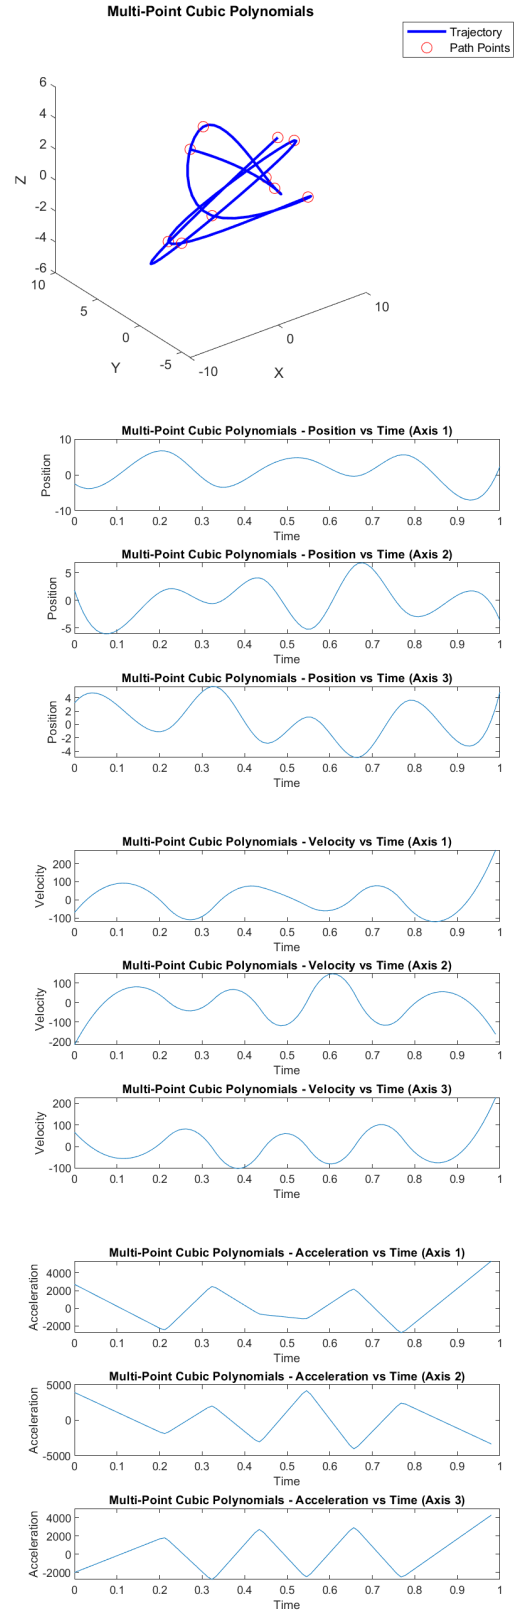 Multi-Point Cubic Polynomials
Trajectory
Path Points
6
4
2
0
-2
-4
-6
Z
10
5
0
-5
Y
-10
0
10
X
Multi-Point Cubic Polynomials - Position vs Time (Axis 1)
10
0
-10
Position
0 0.1 0.2 0.3 0.4 0.5 0.6 0.7 0.8 0.9 1
Time
Multi-Point Cubic Polynomials - Position vs Time (Axis 2)
5
0
-5
Position
0 0.1 0.2 0.3 0.4 0.5 0.6 0.7 0.8 0.9 1
Time
Multi-Point Cubic Polynomials - Position vs Time (Axis 3)
4
2
0
-2
-4
Position
0 0.1 0.2 0.3 0.4 0.5 0.6 0.7 0.8 0.9 1
Time
Multi-Point Cubic Polynomials - Velocity vs Time (Axis 1)
200
100
0
-100
Velocity
0 0.1 0.2 0.3 0.4 0.5 0.6 0.7 0.8 0.9 1
Time
Multi-Point Cubic Polynomials - Velocity vs Time (Axis 2)
100
0
-100
-200
Velocity
0 0.1 0.2 0.3 0.4 0.5 0.6 0.7 0.8 0.9 1
Time
Multi-Point Cubic Polynomials - Velocity vs Time (Axis 3)
200
100
0
-100
Velocity
0 0.1 0.2 0.3 0.4 0.5 0.6 0.7 0.8 0.9 1
Time
Multi-Point Cubic Polynomials - Acceleration vs Time (Axis 1)
4000
2000
0
-2000
Acceleration
0 0.1 0.2 0.3 0.4 0.5 0.6 0.7 0.8 0.9 1
Time
Multi-Point Cubic Polynomials - Acceleration vs Time (Axis 2)
5000
0
-5000
Acceleration
0 0.1 0.2 0.3 0.4 0.5 0.6 0.7 0.8 0.9 1
Time
Multi-Point Cubic Polynomials - Acceleration vs Time (Axis 3)
4000
2000
0
-2000
Acceleration
0 0.1 0.2 0.3 0.4 0.5 0.6 0.7 0.8 0.9 1
Time